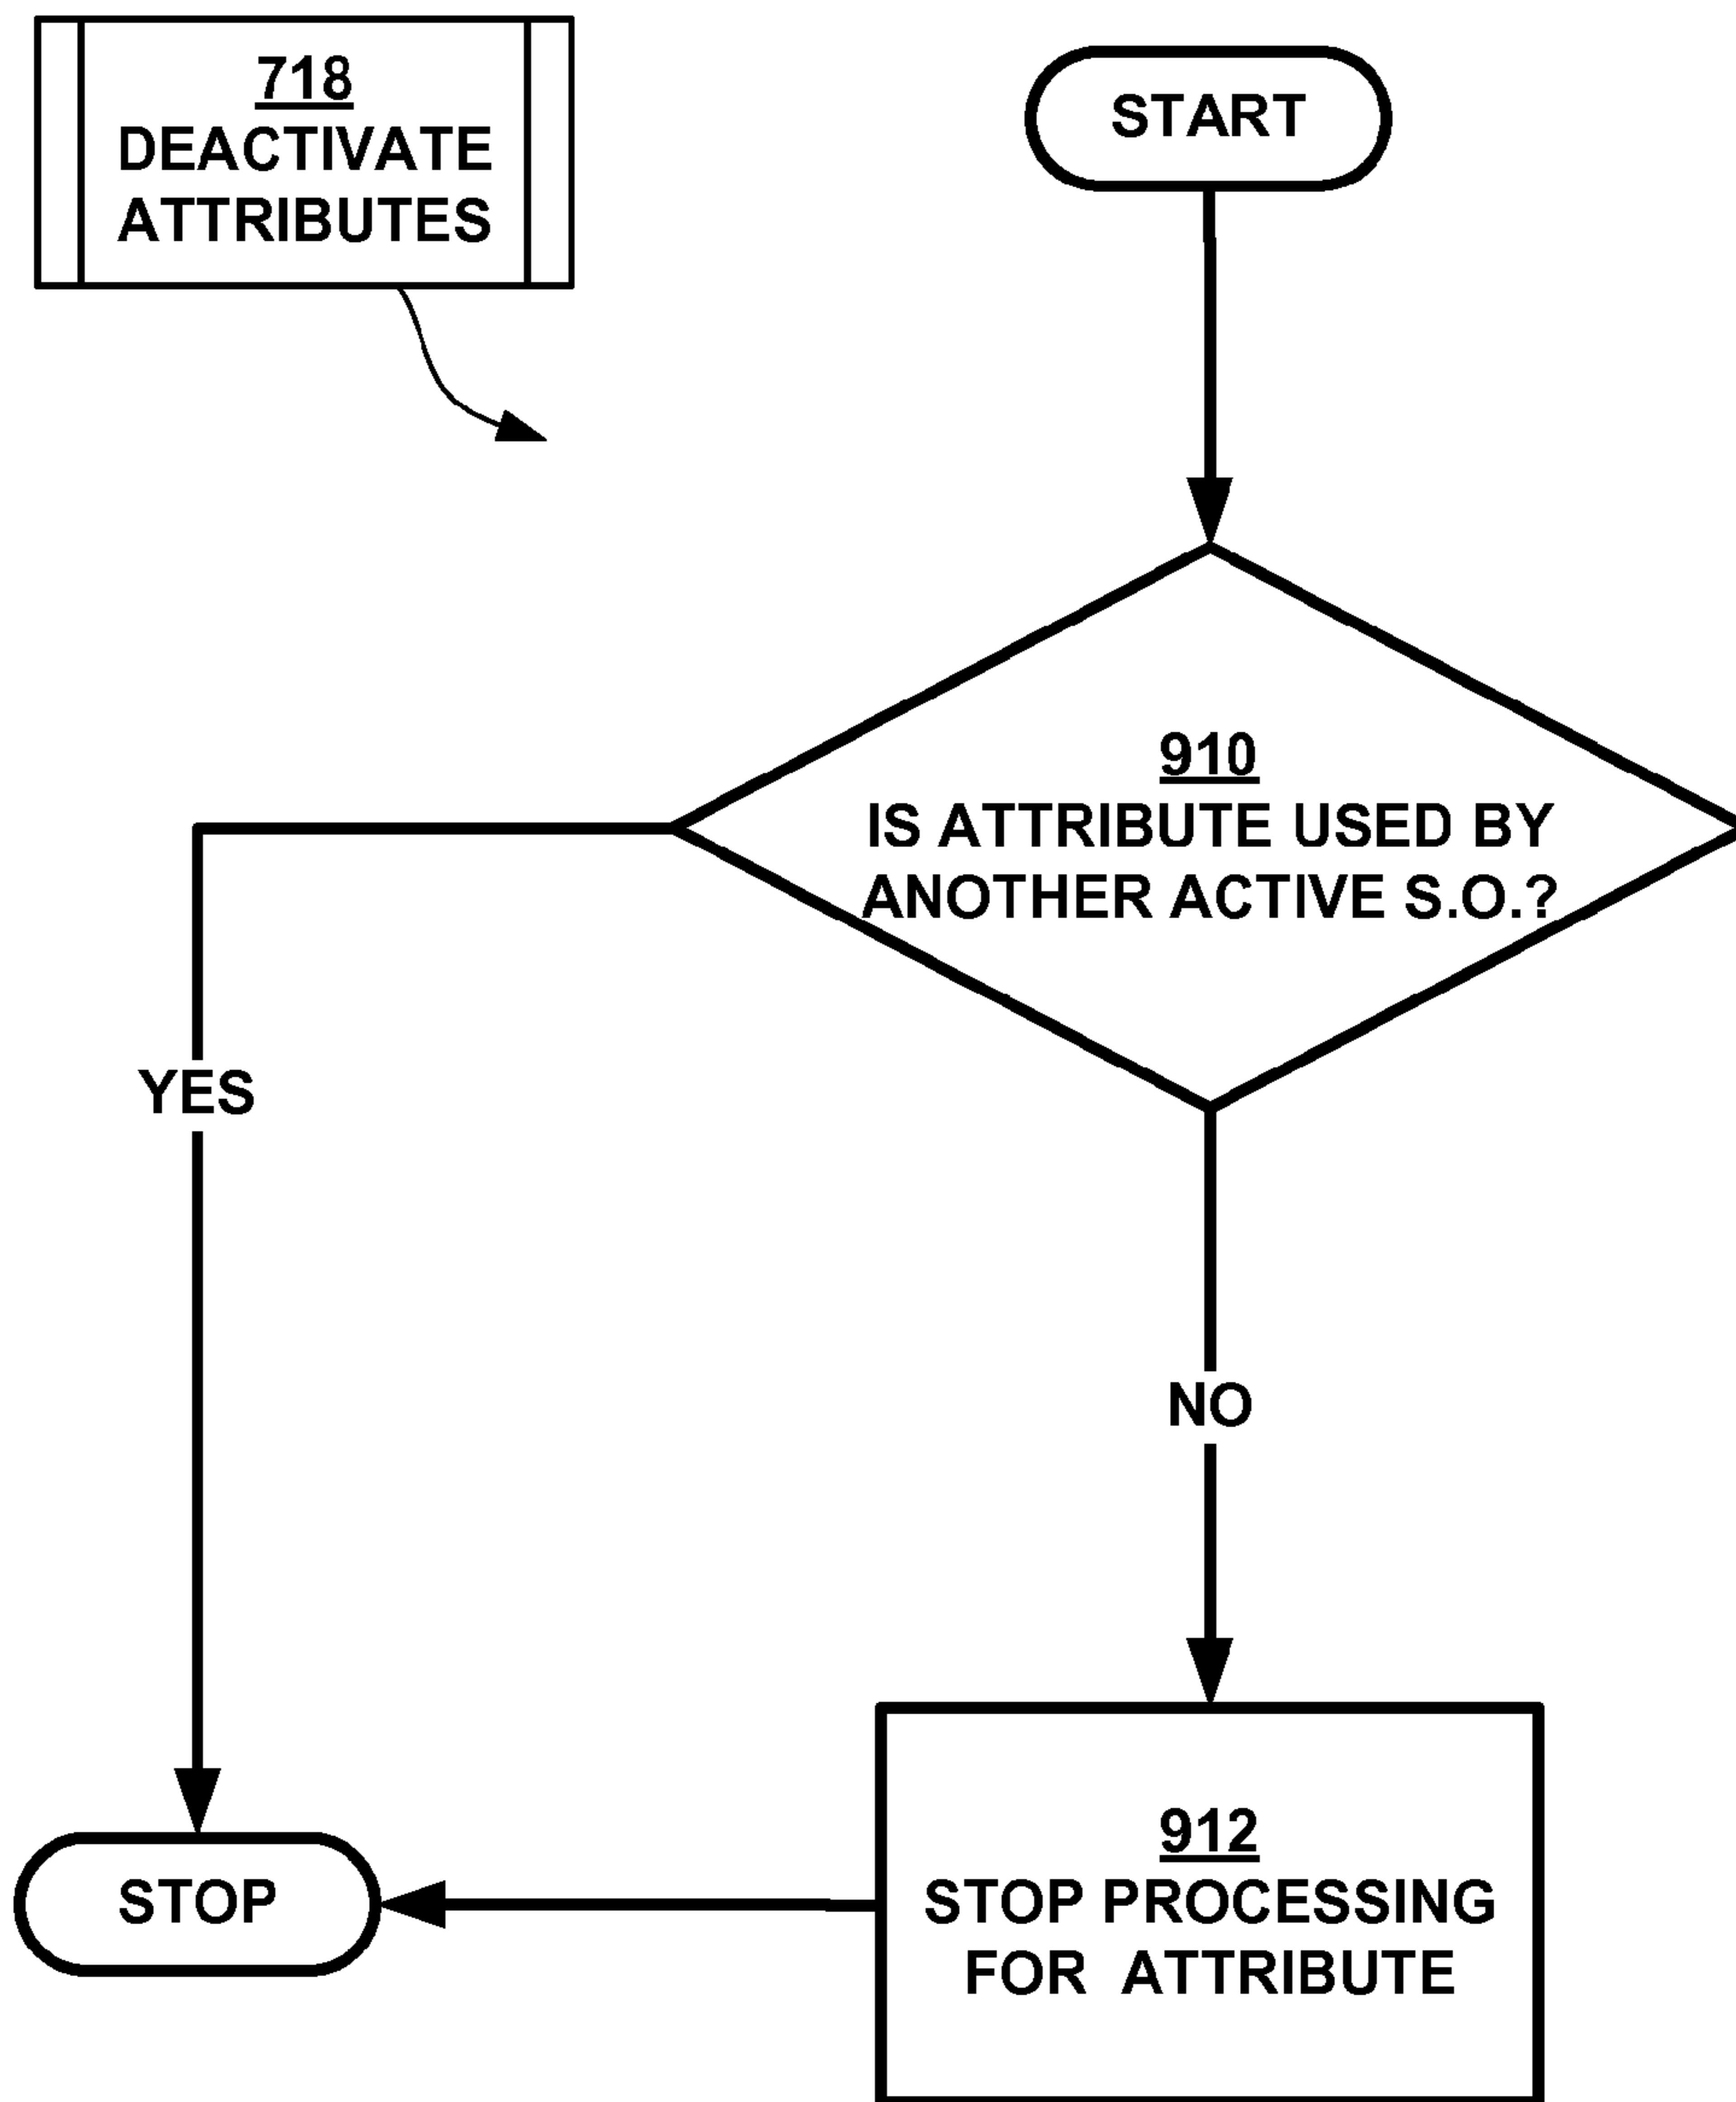 718
DEACTIVATE
ATTRIBUTES
START
910
IS ATTRIBUTE USED BY
ANOTHER ACTIVE S.O.?
YES
NO
912
STOP PROCESSING
FOR ATTRIBUTE
STOP